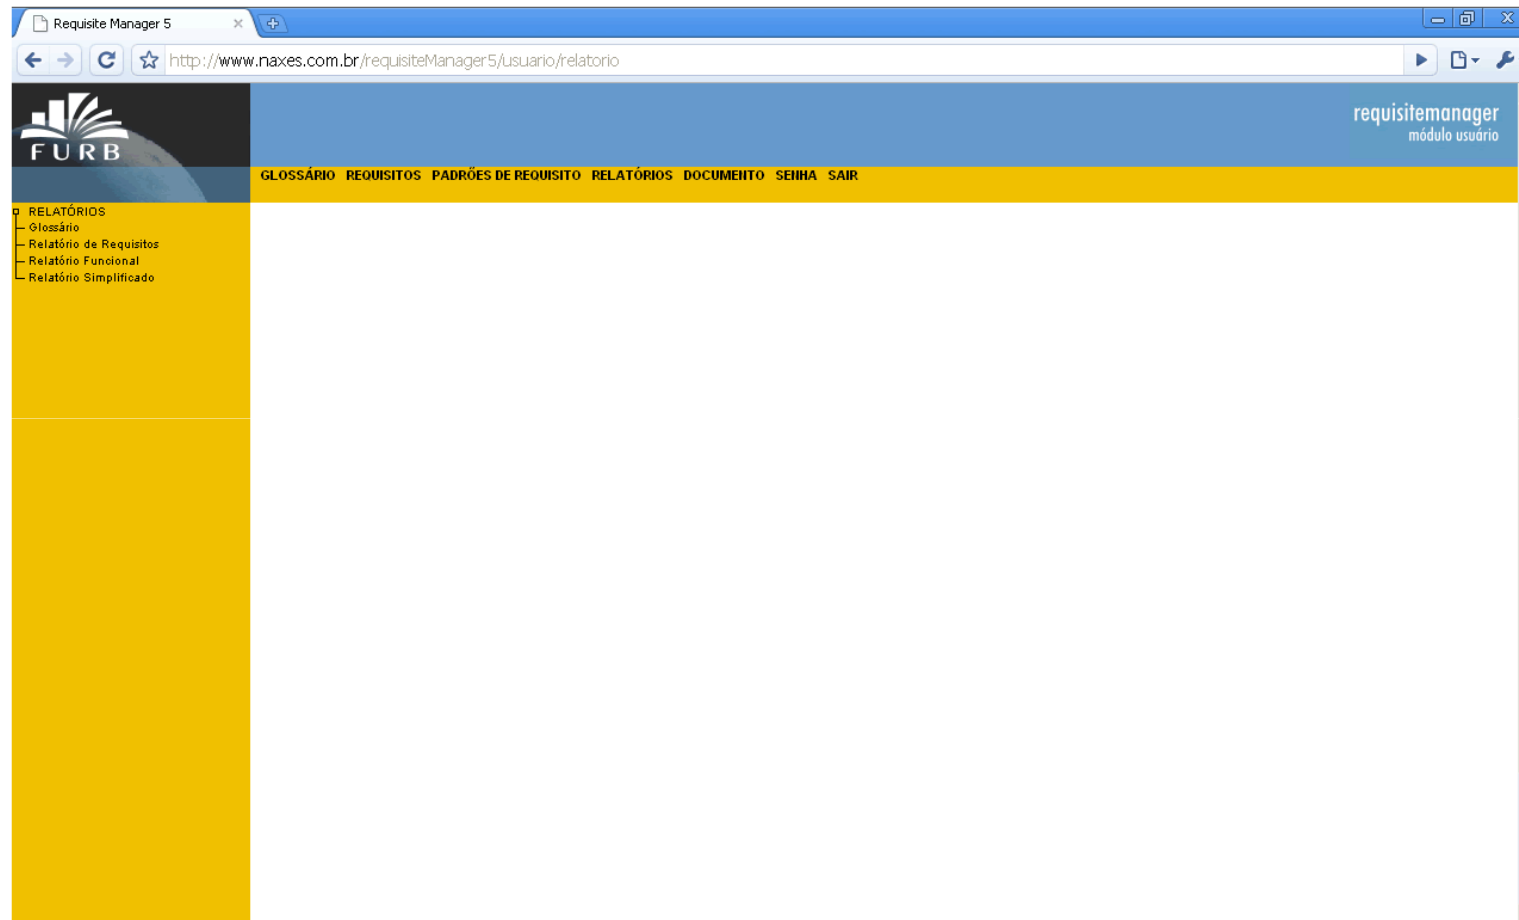 Requisite Manager 5
http://www.naxes.com.br/requisiteManager5/usuario/relatorio
FURB
requisitemanager
módulo usuário
GLOSSÁRIO REQUISITOS PADRÕES DE REQUISITO RELATÓRIOS DOCUMENTO SENHA SAIR
RELATÓRIOS
Glossário
Relatório de Requisitos
Relatório Funcional
Relatório Simplificado